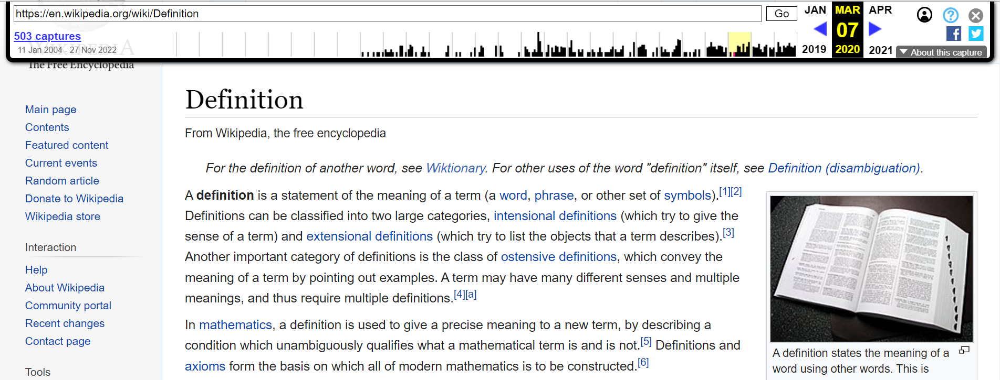 https://en.wikipedia.org/wiki/Definition
Go
JAN
MAR
APR
503 captures
07
11 Jan 2004 - 27 Nov 2022
2019
2020
2021
About this capture
The Free Encyclopedia
Main page
Contents
Featured content
Current events
Random article
Donate to Wikipedia
Wikipedia store
Interaction
Help
About Wikipedia
Community portal
Recent changes
Contact page
Tools
Definition
From Wikipedia, the free encyclopedia
For the definition of another word, see Wiktionary. For other uses of the word "definition" itself, see Definition (disambiguation).
A definition is a statement of the meaning of a term (a word, phrase, or other set of symbols).[1][2]
Definitions can be classified into two large categories, intensional definitions (which try to give the
sense of a term) and extensional definitions (which try to list the objects that a term describes).[3]
Another important category of definitions is the class of ostensive definitions, which convey the
meaning of a term by pointing out examples. A term may have many different senses and multiple
meanings, and thus require multiple definitions.[4][a]
In mathematics, a definition is used to give a precise meaning to a new term, by describing a
condition which unambiguously qualifies what a mathematical term is and is not.[5] Definitions and
axioms form the basis on which all of modern mathematics is to be constructed.[6]
A definition states the meaning of a
word using other words. This is